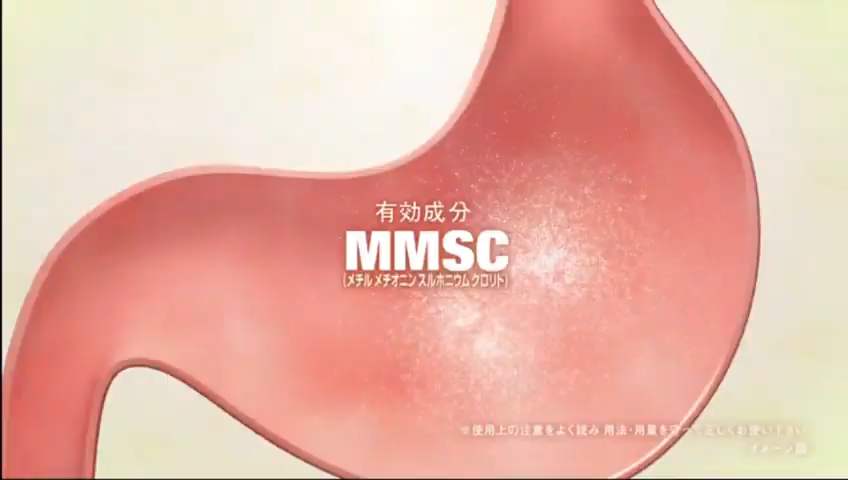 有効成分
MMSC
(メチルメチオニンスルホニウムクロリド)
※使用上の注意をよく読み 用法・用量を守って正しくお使い下さい
イメージ図